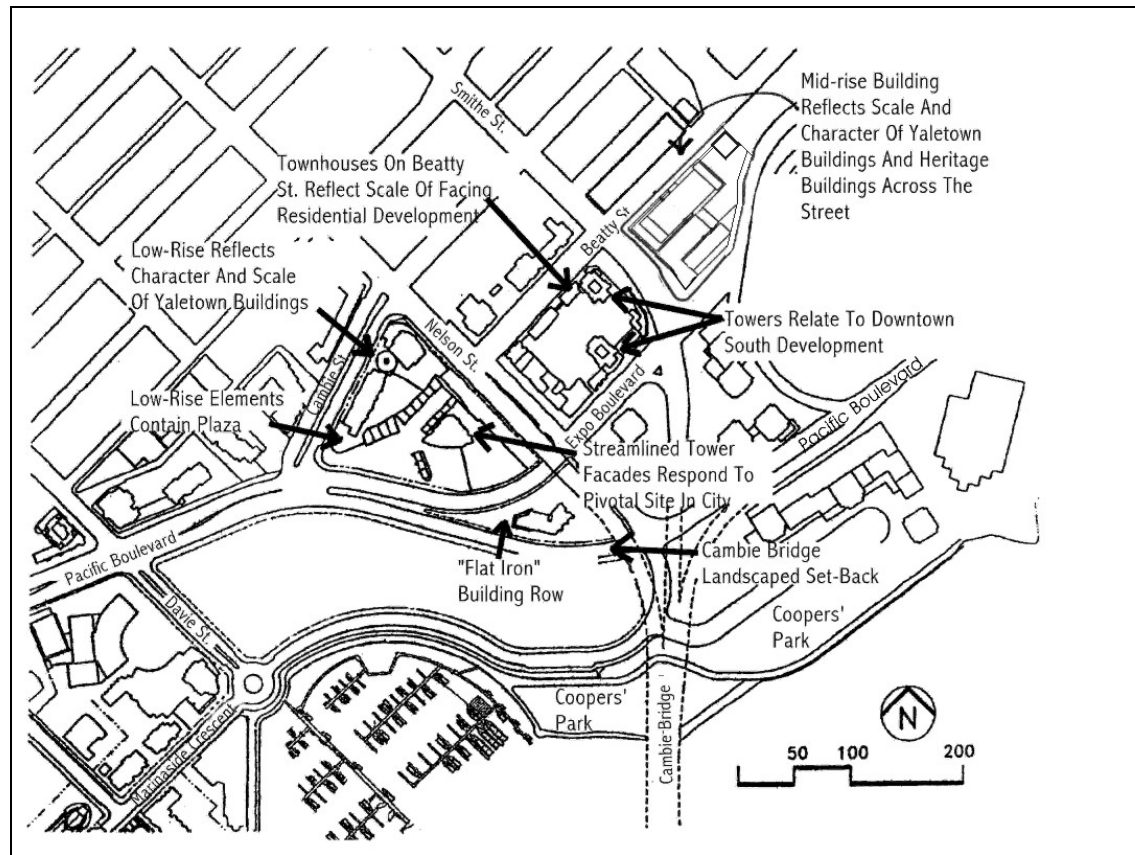 Smithe St.
Mid-rise Building
Reflects Scale And
Character Of Yaletown
Buildings And Heritage
Buildings Across The
Street
Townhouses On Beatty
St. Reflect Scale Of Facing
Residential Development
Beatty St
Low-Rise Reflects
Character And Scale
Of Yaletown Buildings
Nelson St.
Towers Relate To Downtown
South Development
Cambie St
Low-Rise Elements
Contain Plaza
Expo Boulevard
Pacific Boulevard
Streamlined Tower
Facades Respond To
Pivotal Site In City
Pacific Boulevard
"Flat Iron"
Building Row
Cambie Bridge
Landscaped Set-Back
Davie St.
Coopers'
Park
Coopers'
Park
Marinaside Crescent
Cambie Bridge
N
50 100 200